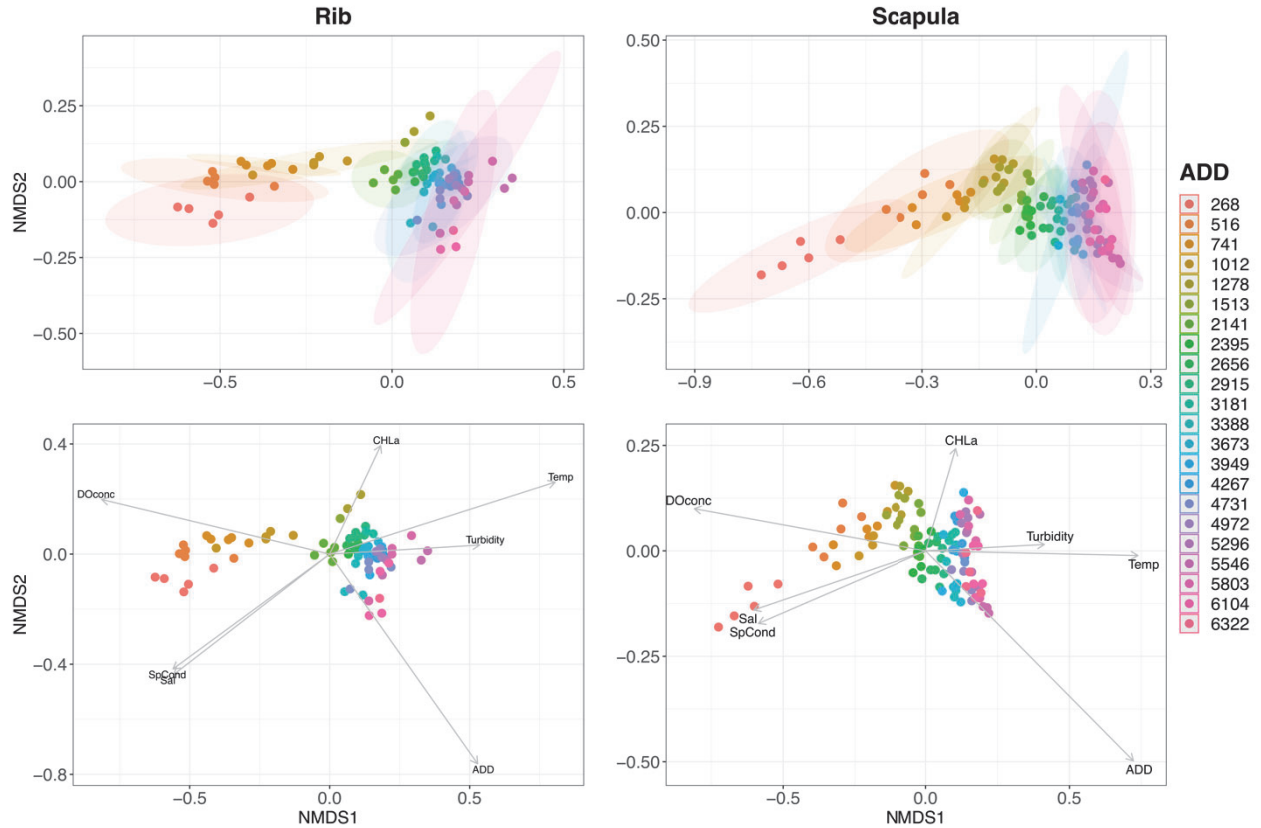 Rib
Scapula
NMDS2
0.25
0.00
−0.25
−0.50
−0.5
0.0
0.5
0.50
0.25
0.00
−0.25
−0.9
−0.6
−0.3
0.0
0.3
NMDS2
0.4
0.0
−0.4
−0.8
CHLa
Temp
DOconc
Turbidity
SpCond
Sal
ADD
−0.5
0.0
0.5
NMDS1
0.25
0.00
−0.25
−0.50
CHLa
DOconc
Turbidity
Temp
Sal
SpCond
ADD
−0.5
0.0
0.5
NMDS1
ADD
268
516
741
1012
1278
1513
2141
2395
2656
2915
3181
3388
3673
3949
4267
4731
4972
5296
5546
5803
6104
6322